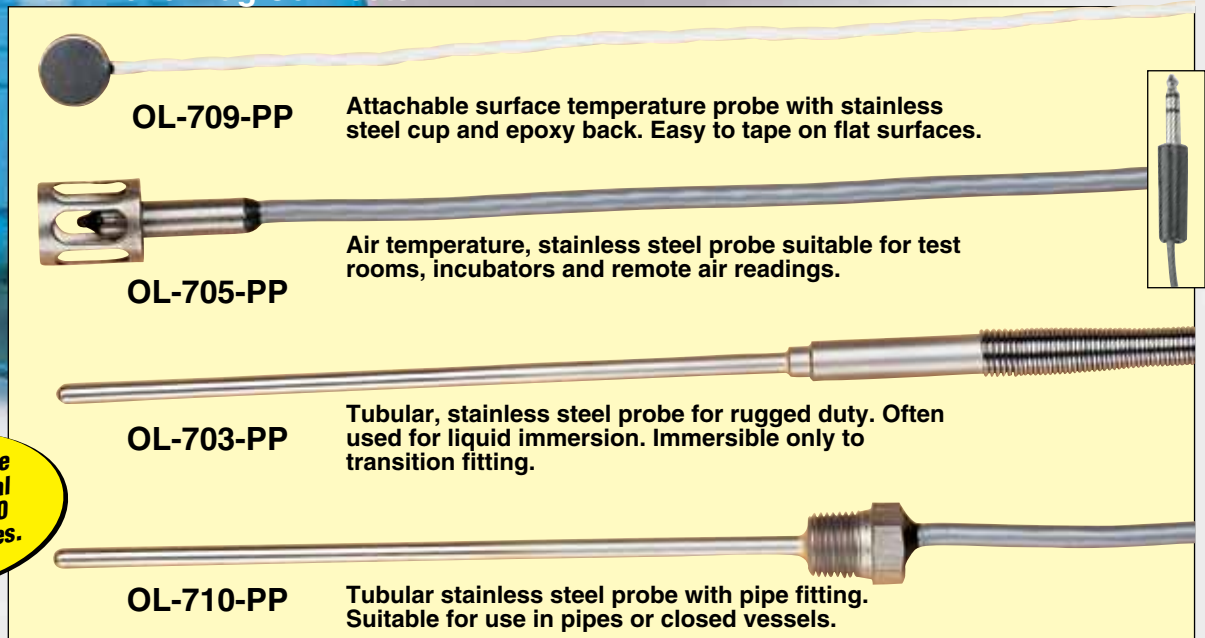 OL-709-PP
Attachable surface temperature probe with stainless
steel cup and epoxy back. Easy to tape on flat surfaces.
Air temperature, stainless steel probe suitable for test
rooms, incubators and remote air readings.
OL-705-PP
OL-703-PP
Tubular, stainless steel probe for rugged duty. Often
used for liquid immersion. Immersible only to
transition fitting.
OL-710-PP
Tubular stainless steel probe with pipe fitting.
Suitable for use in pipes or closed vessels.